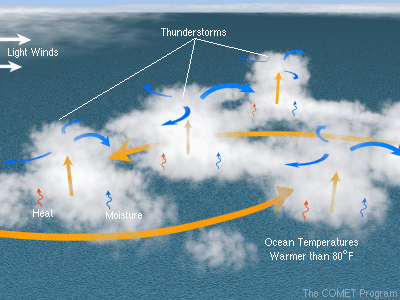 Thunderstorms
Light Winds
Heat
Moisture
Ocean Temperatures
Warmer than 80°F
The COMET Program